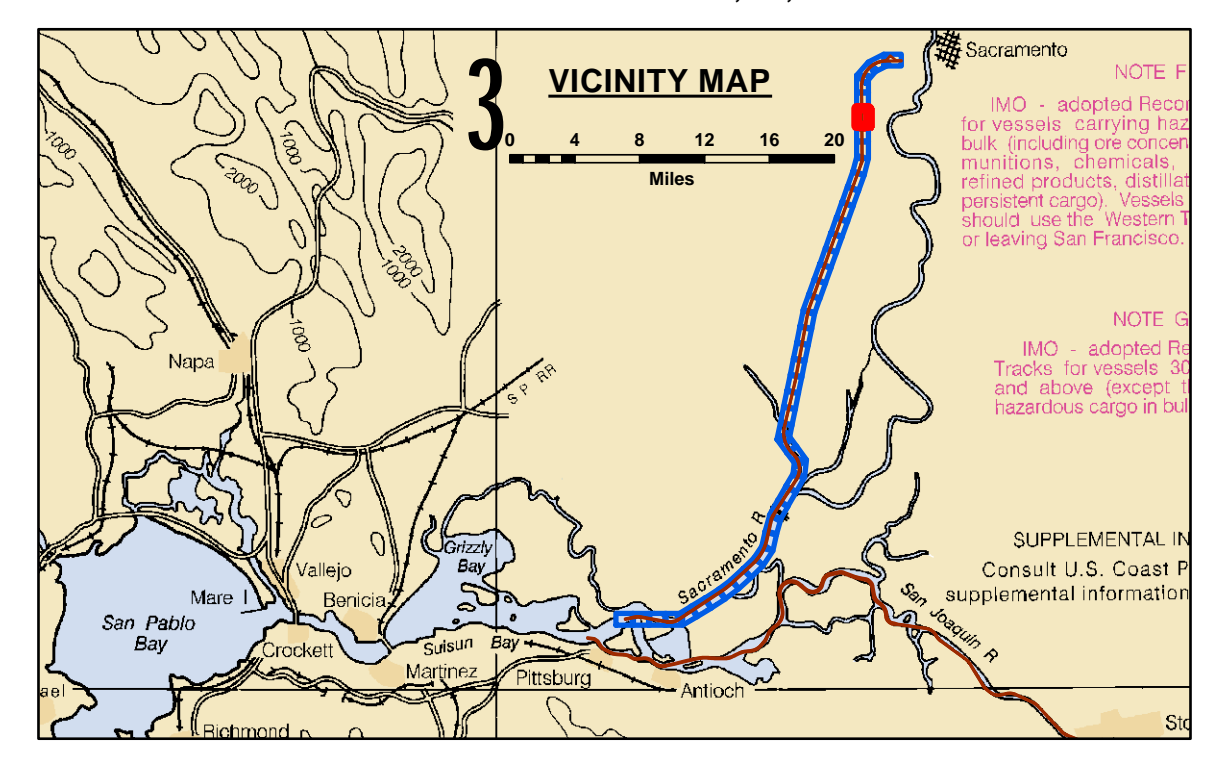 Sacramento
VICINITY MAP
3
NOTE F
0 4 8 12 16 20
Miles
IMO - adopted Recor
for vessels carrying haz
bulk (including ore concen
munitions, chemicals,
refined products, distillat
persistent cargo). Vessels
should use the Western T
or leaving San Francisco.
1000
1000
2000
2000
1000
1000
NOTE G
IMO - adopted Re
Tracks for vessels 30
and above (except th
hazardous cargo in bul
Napa
S P RR
SUPPLEMENTAL IN
Consult U.S. Coast P
supplemental information
Grizzly
Bay
Sacramento R
Vallejo
Mare I
Benicia
San Pablo
Bay
San Joaquin R
Crockett
Suisun Bay
Martinez
Pittsburg
Antioch
ael
Richmond
Sto